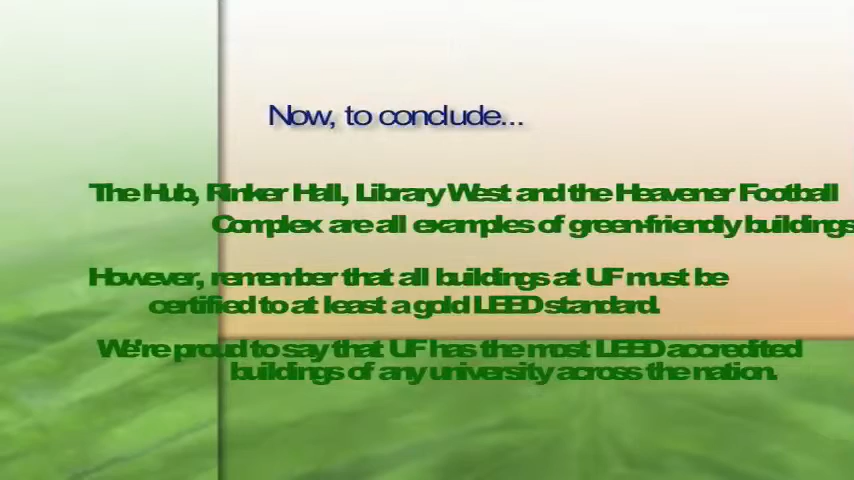 Now, to conclude...
The Hub, Rinker Hall, Library West and the Heavener Football
Complex are all examples of green-friendly buildings
However, remember that all buildings at UF must be
certified to at least a gold LEED standard.
We're proud to say that UF has the most LEED accredited
buildings of any university across the nation.